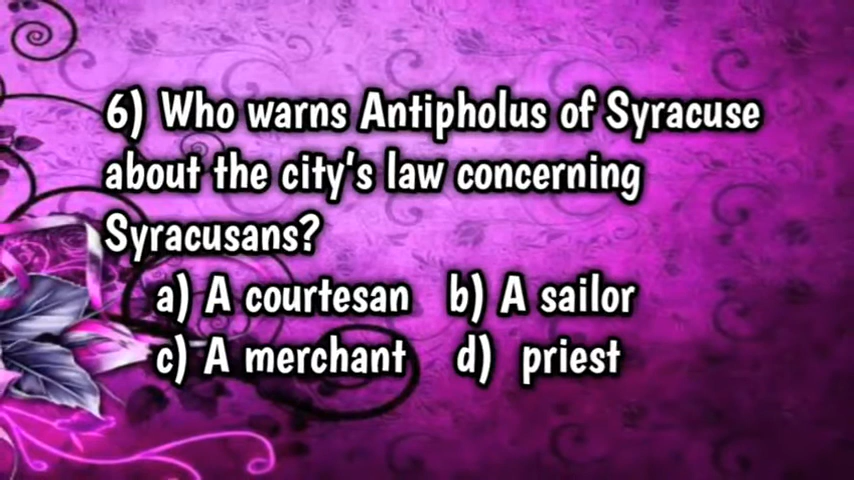 6) Who warns Antipholus of Syracuse
about the city's law concerning
Syracusans?
a) A courtesan b) A sailor
c) A merchant d) priest